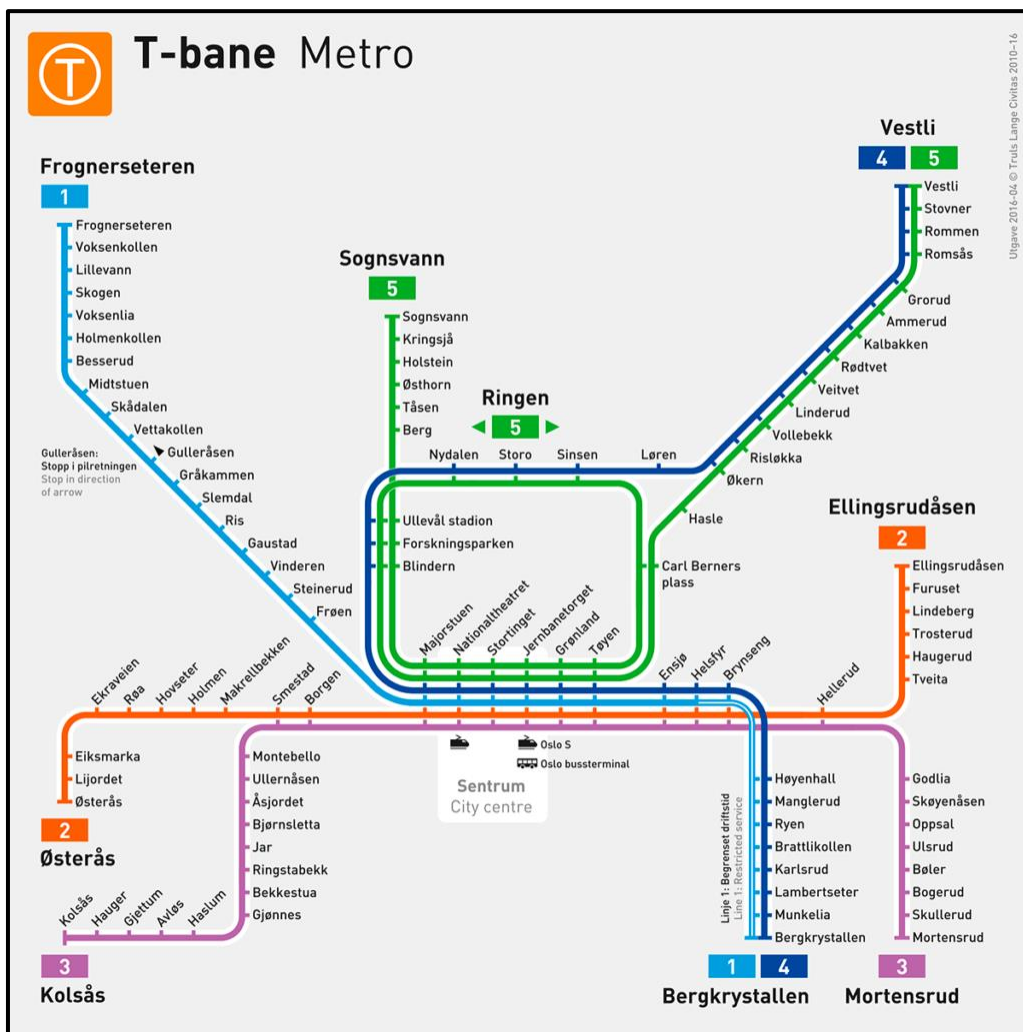 T
T-bane Metro
Utgave 2016-04 © Truls Lange Civitas 2010–16
Frognerseteren
1
Frognerseteren
Voksenkollen
Lillevann
Skogen
Voksenlia
Holmenkollen
Besserud
Midtstuen
Skådalen
Vettakollen
Gulleråsen
Gråkammen
Slemdal
Ris
Gaustad
Vinderen
Steinerud
Frøen
Gulleråsen:
Stopp i pilretningen
Stop in direction
of arrow
Sognsvann
5
Sognsvann
Kringsjå
Holstein
Østhorn
Tåsen
Berg
Ullevål stadion
Forskningsparken
Blindern
Ringen
5
Nydalen
Storo
Sinsen
Løren
Vestli
4 5
Vestli
Stovner
Rommen
Romsås
Grorud
Ammerud
Kalbakken
Rødtvet
Veitvet
Linderud
Vollebekk
Risløkka
Økern
Hasle
Carl Berners
plass
Ellingsrudåsen
2
Ellingsrudåsen
Furuset
Lindeberg
Trosterud
Haugerud
Tveita
Majorstuen
Nationaltheatret
Stortinget
Jernbanetorget
Grønland
Tøyen
Ensjø
Helsfyr
Brynseng
Hellerud
Ekraveien
Røa
Hovseter
Holmen
Makrellbekken
Smestad
Borgen
Eiksmarka
Lijordet
Østerås
2
Østerås
Montebello
Ullernåsen
Åsjordet
Bjørnsletta
Jar
Ringstabekk
Bekkestua
Gjønnes
Kolsås
Hauger
Gjettum
Avløs
Haslum
3
Kolsås
Oslo S
Oslo bussterminal
Sentrum
City centre
Linje 1: Begrenset driftstid
Line 1: Restricted service
Høyenhall
Manglerud
Ryen
Brattlikollen
Karlsrud
Lambertseter
Munkelia
Bergkrystallen
1 4
Bergkrystallen
Godlia
Skøyenåsen
Oppsal
Ulsrud
Bøler
Bogerud
Skullerud
Mortensrud
3
Mortensrud